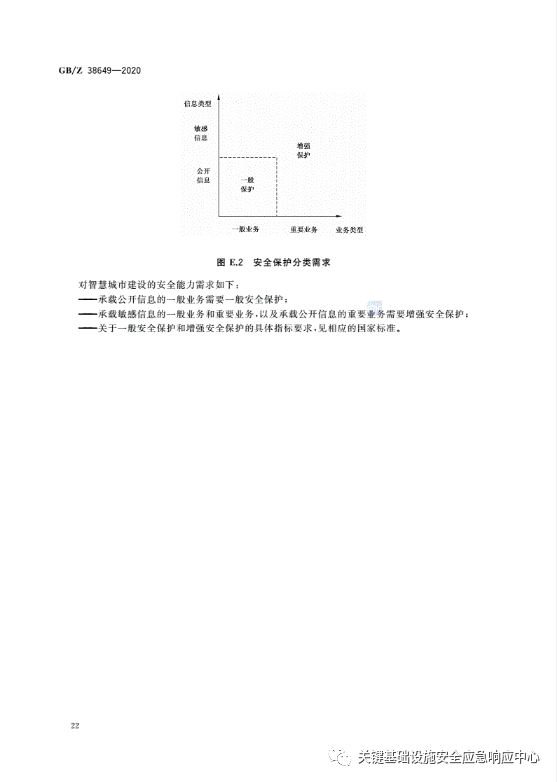 GB/Z 38649—2020
信息类型
敏感
信息
增强
保护
公开
信息
一般
保护
一般业务 重要业务 业务类型
图 E.2 安全保护分类需求
对智慧城市建设的安全能力需求如下：
——承载公开信息的一般业务需要一般安全保护；
——承载敏感信息的一般业务和重要业务，以及承载公开信息的重要业务需要增强安全保护；
——关于一般安全保护和增强安全保护的具体指标要求，见相应的国家标准。
22
关键基础设施安全应急响应中心